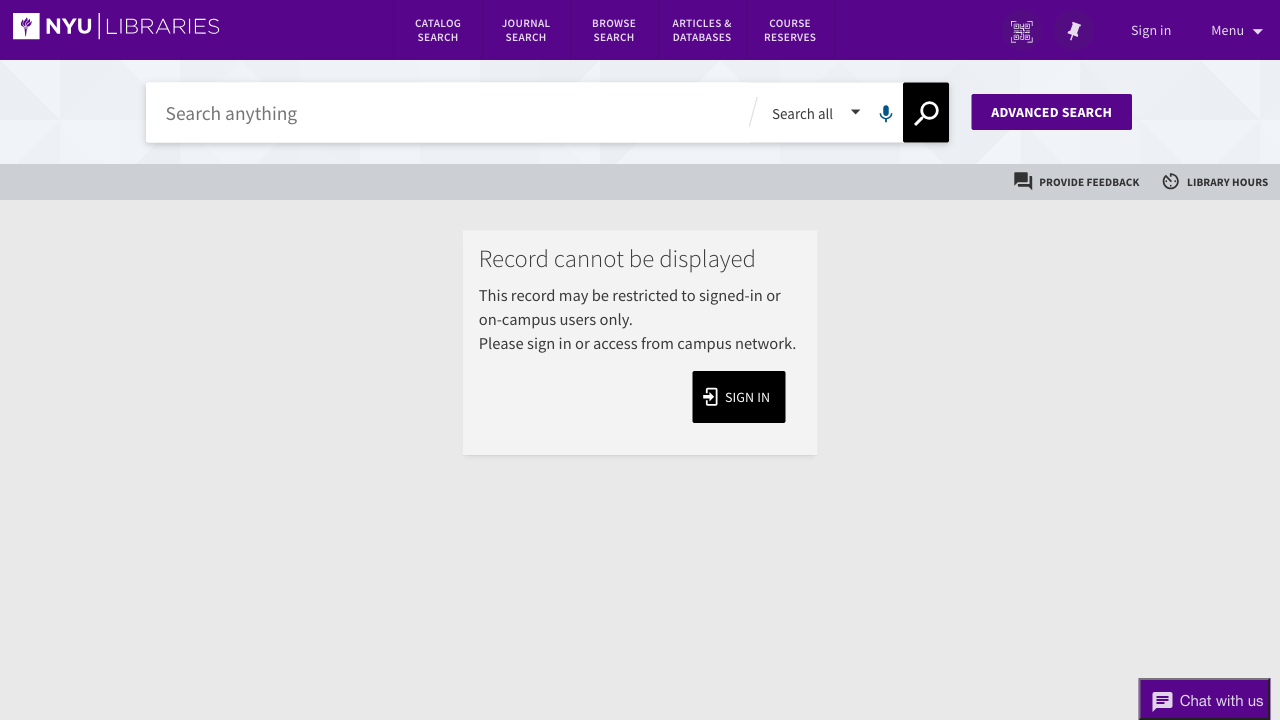 NYU LIBRARIES
CATALOG
SEARCH
JOURNAL
SEARCH
BROWSE
SEARCH
ARTICLES &
DATABASES
COURSE
RESERVES
Sign in
Menu
Search anything
Search all
ADVANCED SEARCH
PROVIDE FEEDBACK
LIBRARY HOURS
Record cannot be displayed
This record may be restricted to signed-in or
on-campus users only.
Please sign in or access from campus network.
SIGN IN
Chat with us